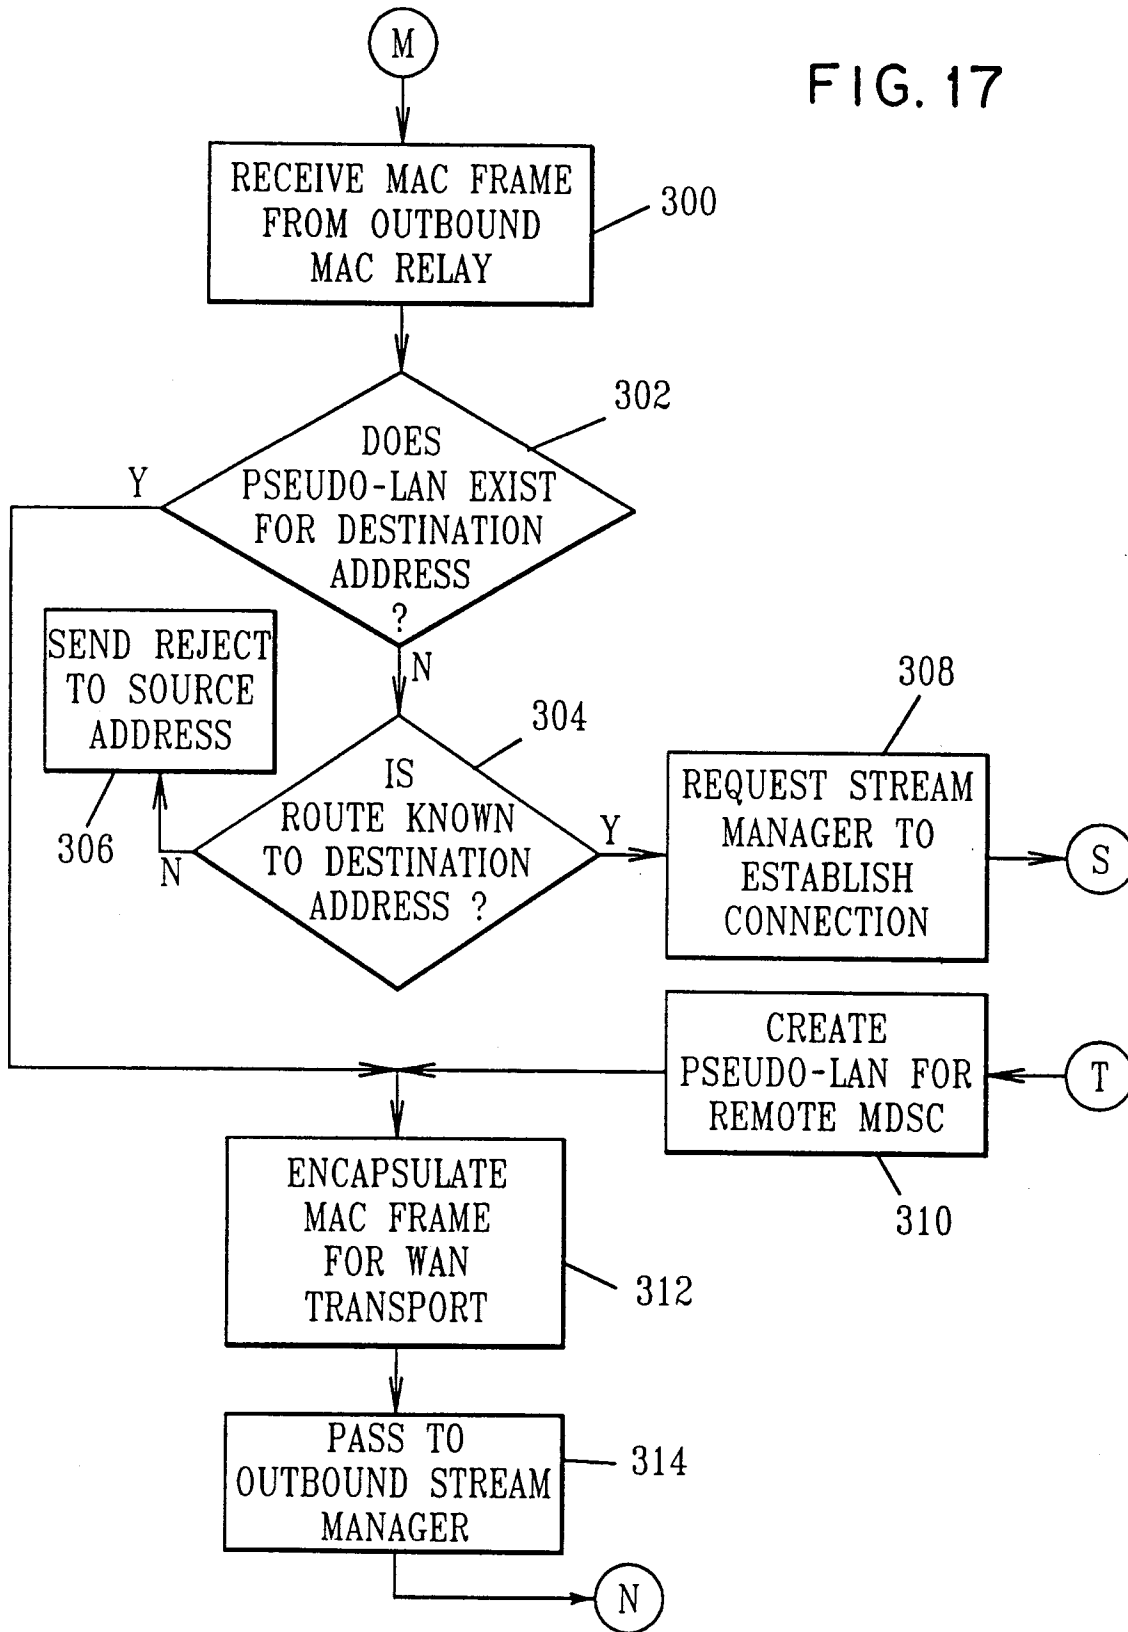 M
FIG. 17
RECEIVE MAC FRAME
FROM OUTBOUND
MAC RELAY
300
302
DOES
PSEUDO-LAN EXIST
FOR DESTINATION
ADDRESS
?
Y
N
SEND REJECT
TO SOURCE
ADDRESS
306
304
IS
ROUTE KNOWN
TO DESTINATION
ADDRESS ?
N
Y
308
REQUEST STREAM
MANAGER TO
ESTABLISH
CONNECTION
S
CREATE
PSEUDO-LAN FOR
REMOTE MDSC
T
310
ENCAPSULATE
MAC FRAME
FOR WAN
TRANSPORT
312
PASS TO
OUTBOUND STREAM
MANAGER
314
N